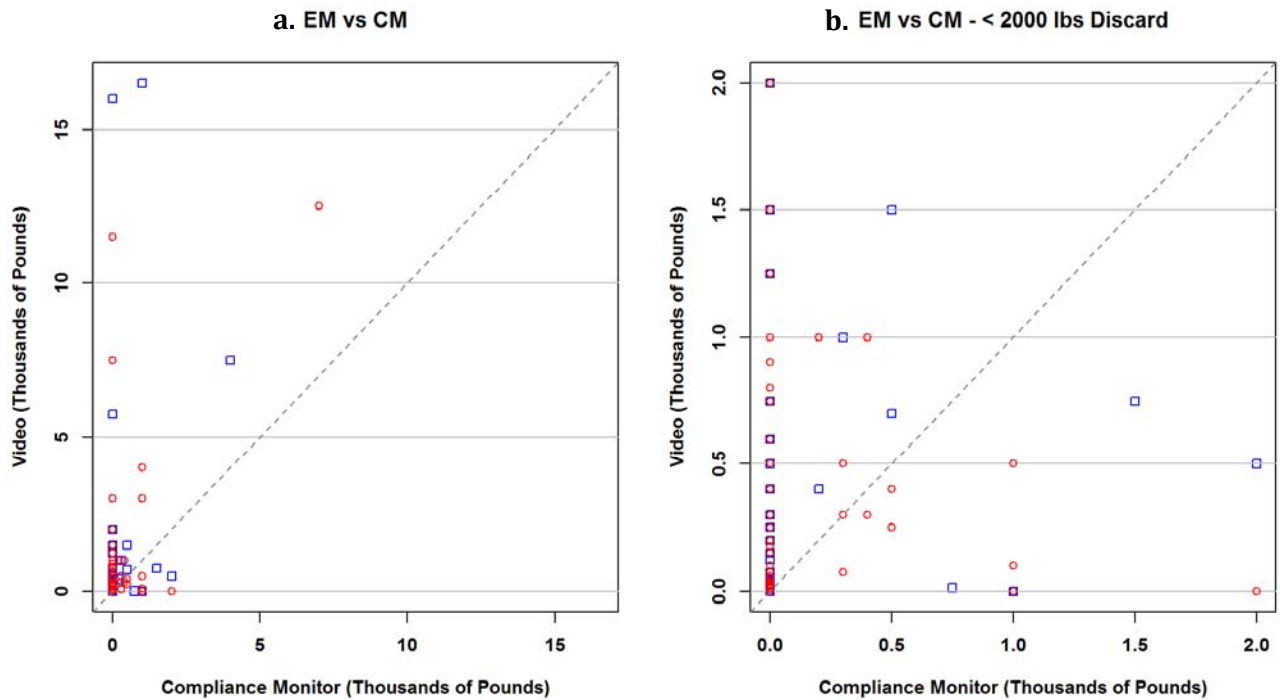 a. EM vs CM
15
10
5
0
Video (Thousands of Pounds)
0 5 10 15
Compliance Monitor (Thousands of Pounds)
b. EM vs CM - < 2000 lbs Discard
2.0
1.5
1.0
0.5
0.0
Video (Thousands of Pounds)
0.0 0.5 1.0 1.5 2.0
Compliance Monitor (Thousands of Pounds)